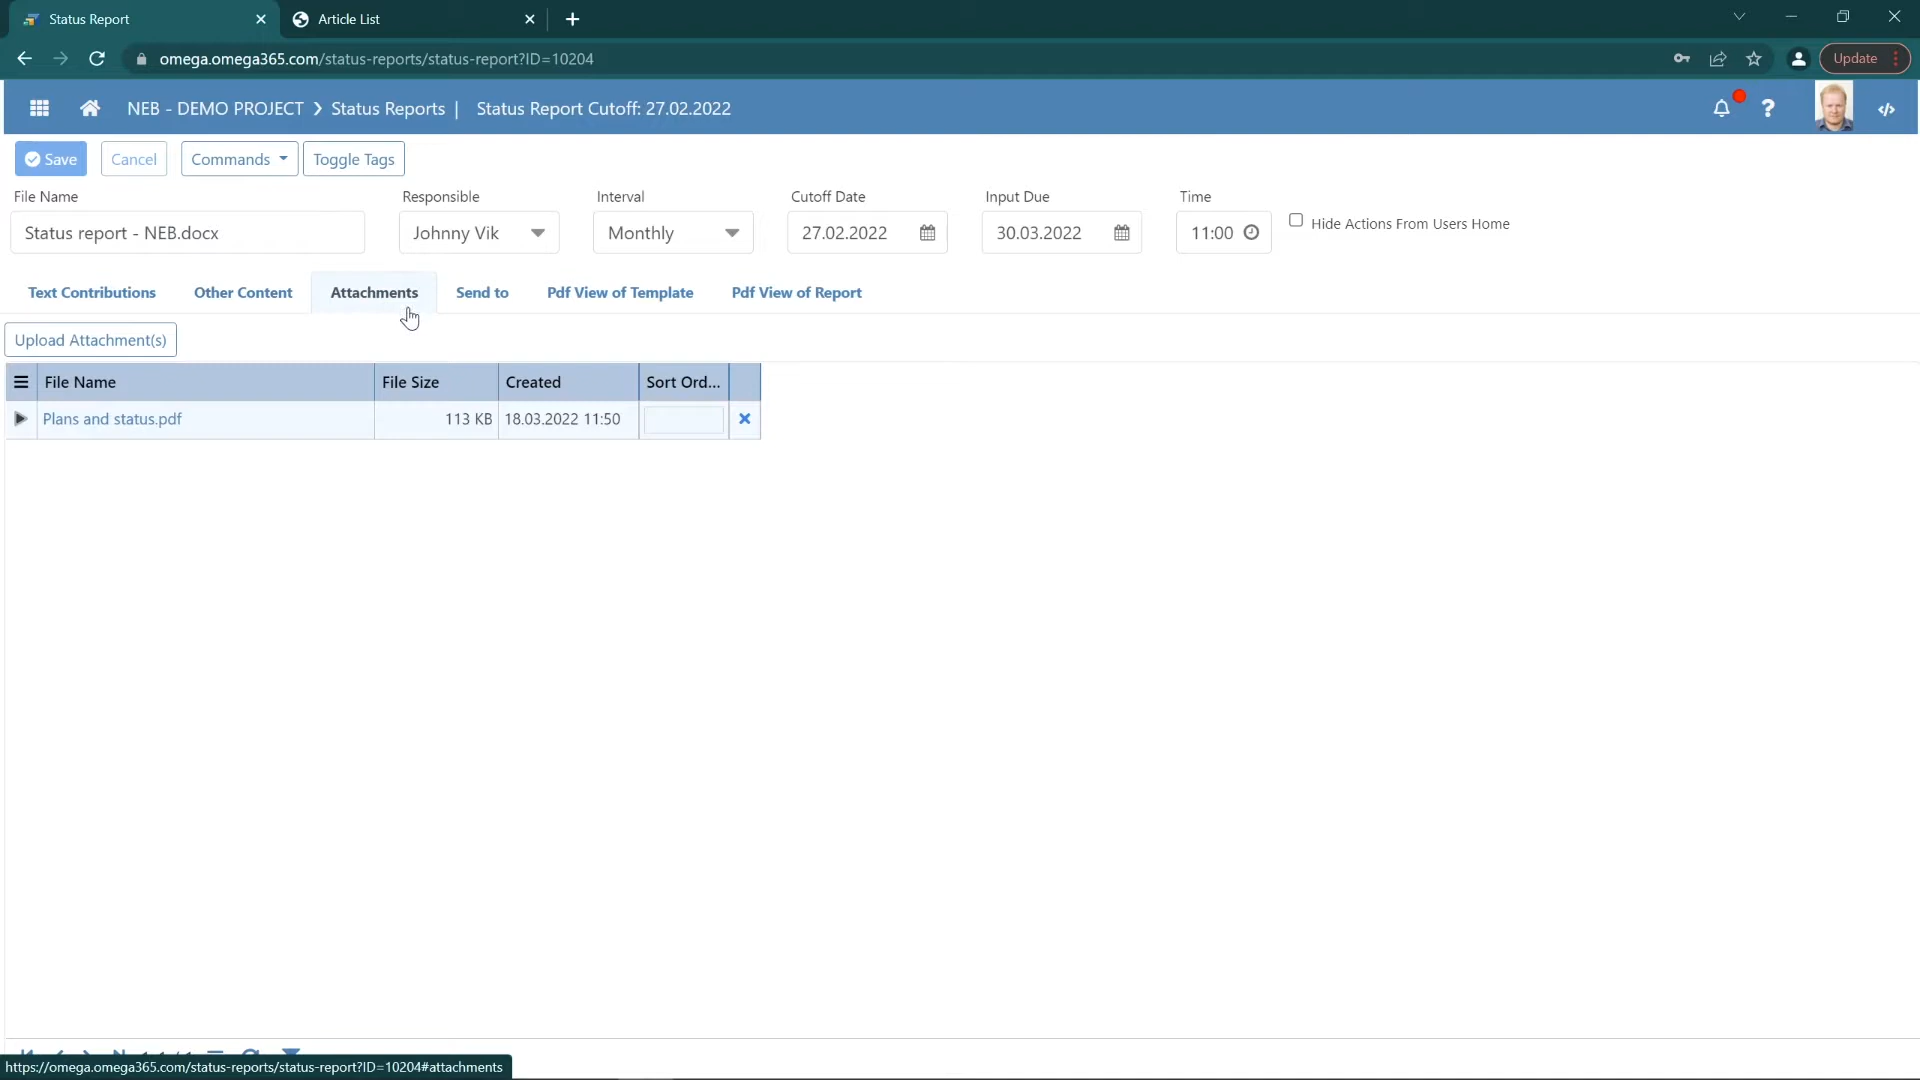 Status Report
Article List
omega.omega365.com/status-reports/status-report?ID=10204
Update
NEB - DEMO PROJECT
Status Reports |
Status Report Cutoff: 27.02.2022
Save
Cancel
Commands
Toggle Tags
File Name
Responsible
Interval
Cutoff Date
Input Due
Time
Status report - NEB.docx
Johnny Vik
Monthly
27.02.2022
30.03.2022
11:00
Hide Actions From Users Home
Text Contributions
Other Content
Attachments
Send to
Pdf View of Template
Pdf View of Report
Upload Attachment(s)
File Name
File Size
Created
Sort Ord...
Plans and status.pdf
113 KB
18.03.2022 11:50
https://omega.omega365.com/status-reports/status-report?ID=10204#attachments